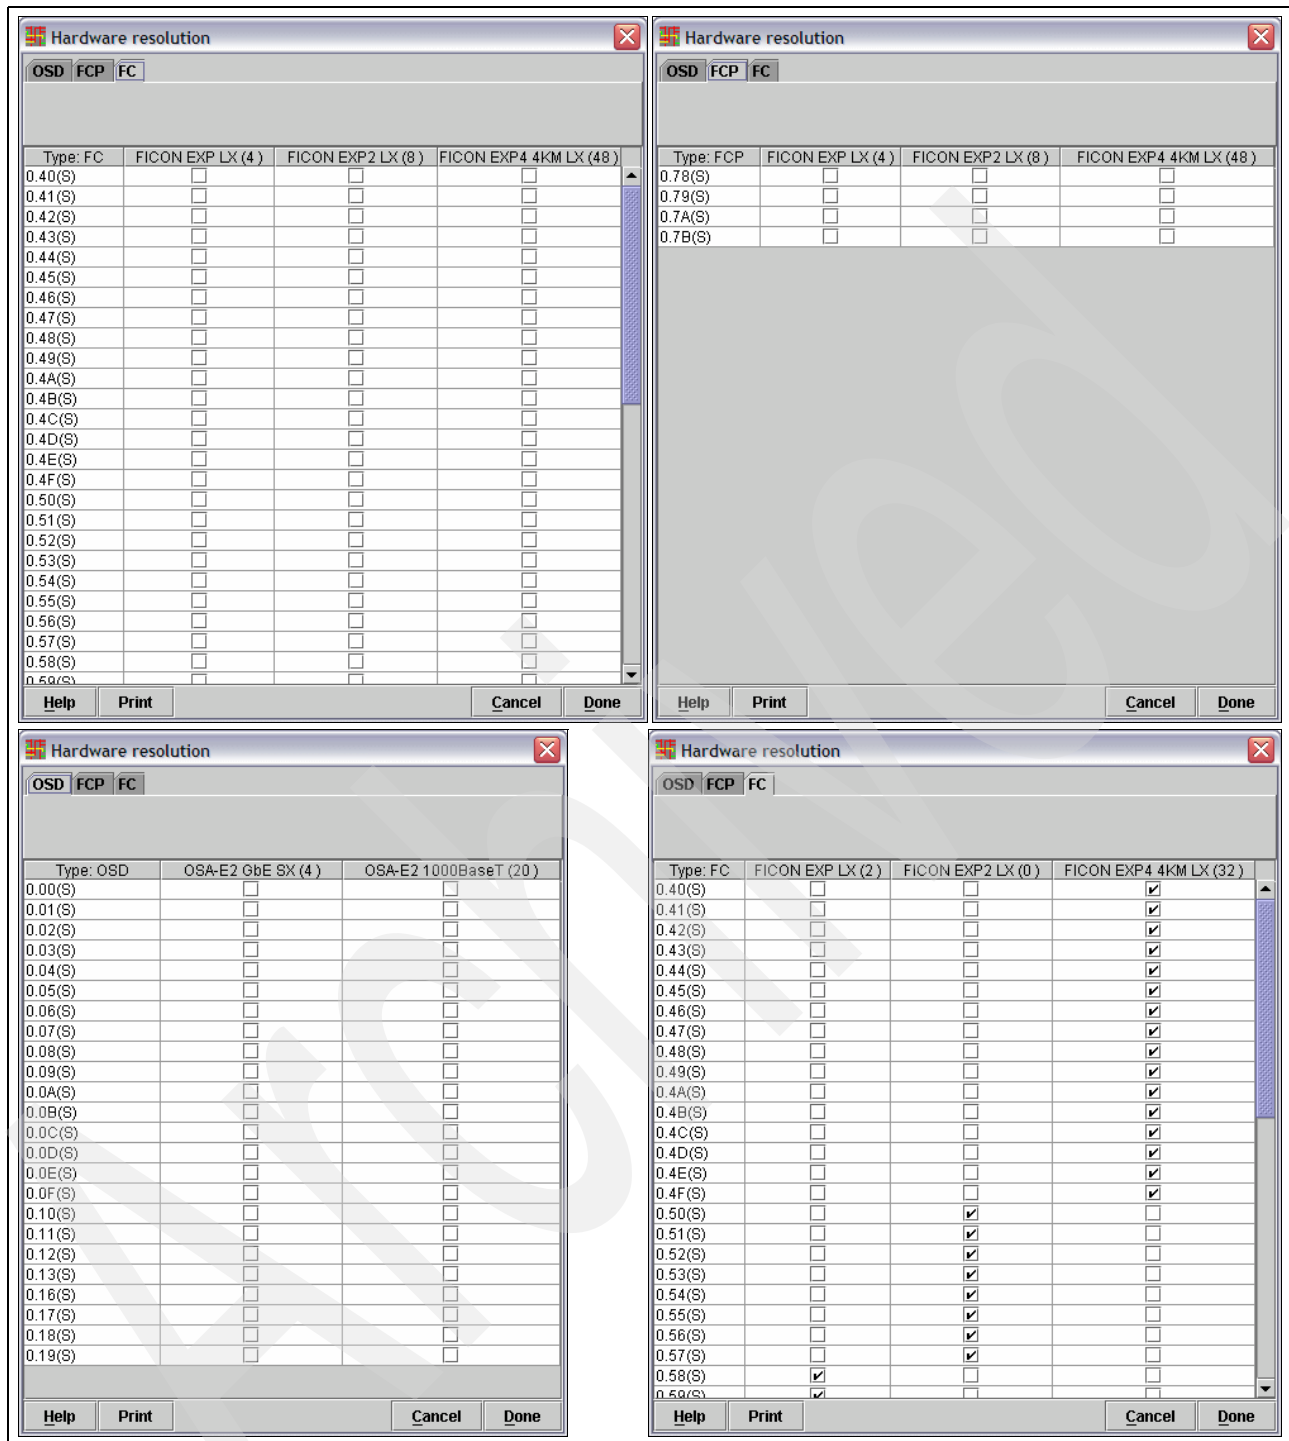 Hardware resolution
OSD FCP FC
Type: FC FICON EXP LX (4) FICON EXP2 LX (8) FICON EXP4 4KM LX (48)
0.40(S)
0.41(S)
0.42(S)
0.43(S)
0.44(S)
0.45(S)
0.46(S)
0.47(S)
0.48(S)
0.49(S)
0.4A(S)
0.4B(S)
0.4C(S)
0.4D(S)
0.4E(S)
0.4F(S)
0.50(S)
0.51(S)
0.52(S)
0.53(S)
0.54(S)
0.55(S)
0.56(S)
0.57(S)
0.58(S)
0.59(S)
Help Print Cancel Done
Hardware resolution
OSD FCP FC
Type: FCP FICON EXP LX (4) FICON EXP2 LX (8) FICON EXP4 4KM LX (48)
0.78(S)
0.79(S)
0.7A(S)
0.7B(S)
Help Print Cancel Done
Hardware resolution
OSD FCP FC
Type: OSD OSA-E2 GbE SX (4) OSA-E2 1000BaseT (20)
0.00(S)
0.01(S)
0.02(S)
0.03(S)
0.04(S)
0.05(S)
0.06(S)
0.07(S)
0.08(S)
0.09(S)
0.0A(S)
0.0B(S)
0.0C(S)
0.0D(S)
0.0E(S)
0.0F(S)
0.10(S)
0.11(S)
0.12(S)
0.13(S)
0.16(S)
0.17(S)
0.18(S)
0.19(S)
Help Print Cancel Done
Hardware resolution
OSD FCP FC
Type: FC FICON EXP LX (2) FICON EXP2 LX (0) FICON EXP4 4KM LX (32)
0.40(S)
0.41(S)
0.42(S)
0.43(S)
0.44(S)
0.45(S)
0.46(S)
0.47(S)
0.48(S)
0.49(S)
0.4A(S)
0.4B(S)
0.4C(S)
0.4D(S)
0.4E(S)
0.4F(S)
0.50(S)
0.51(S)
0.52(S)
0.53(S)
0.54(S)
0.55(S)
0.56(S)
0.57(S)
0.58(S)
0.59(S)
Help Print Cancel Done
Archived